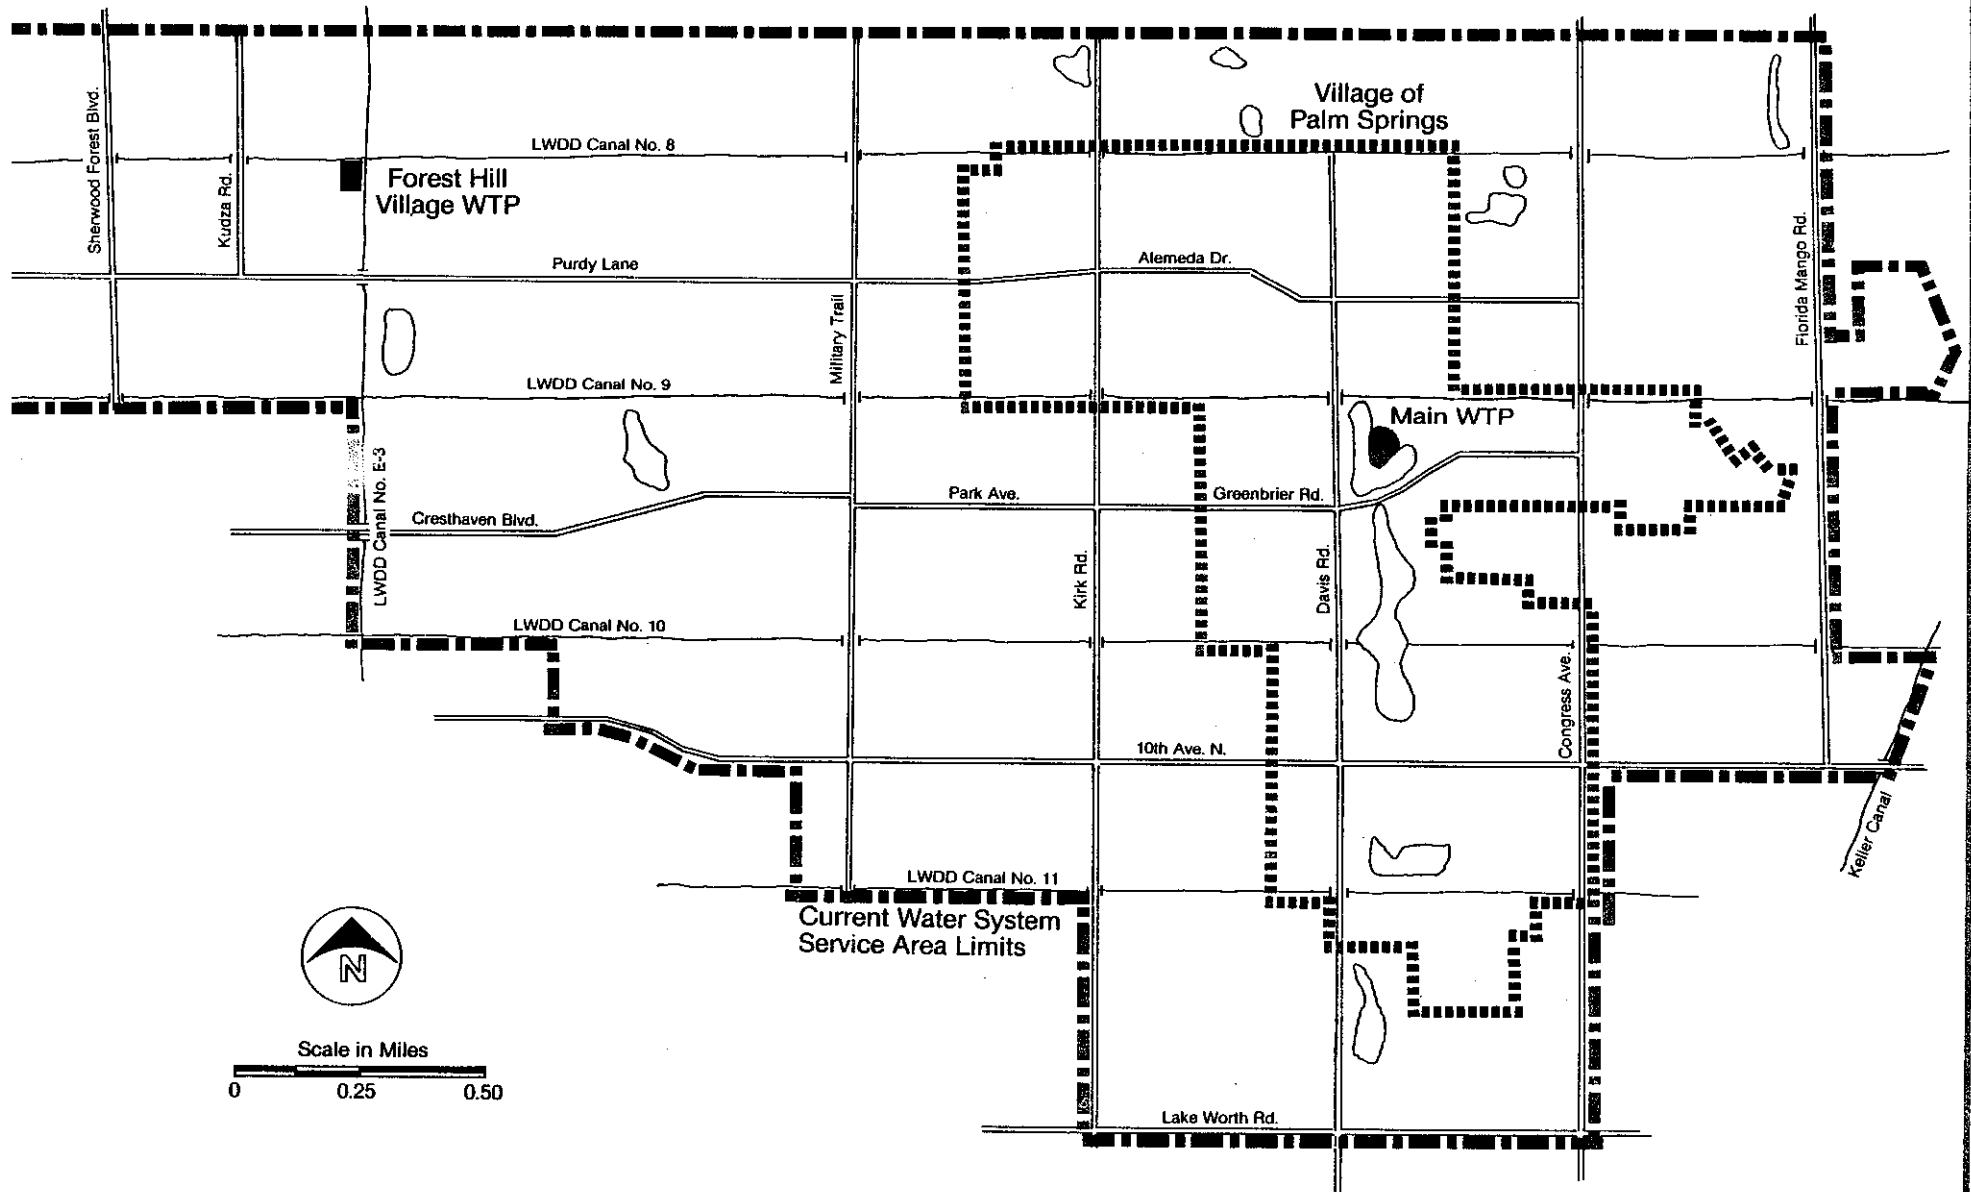 Village of
Palm Springs
Sherwood Forest Blvd.
LWDD Canal No. 8
Forest Hill
Village WTP
Kudza Rd.
Florida Mango Rd.
Purdy Lane
Alemeda Dr.
Military Trail
LWDD Canal No. 9
Main WTP
LWDD Canal No. E-3
Park Ave.
Greenbrier Rd.
Cresthaven Blvd.
Kirk Rd.
Davis Rd.
LWDD Canal No. 10
Congress Ave.
10th Ave. N.
Keller Canal
LWDD Canal No. 11
Current Water System
Service Area Limits
N
Scale in Miles
0 0.25 0.50
Lake Worth Rd.